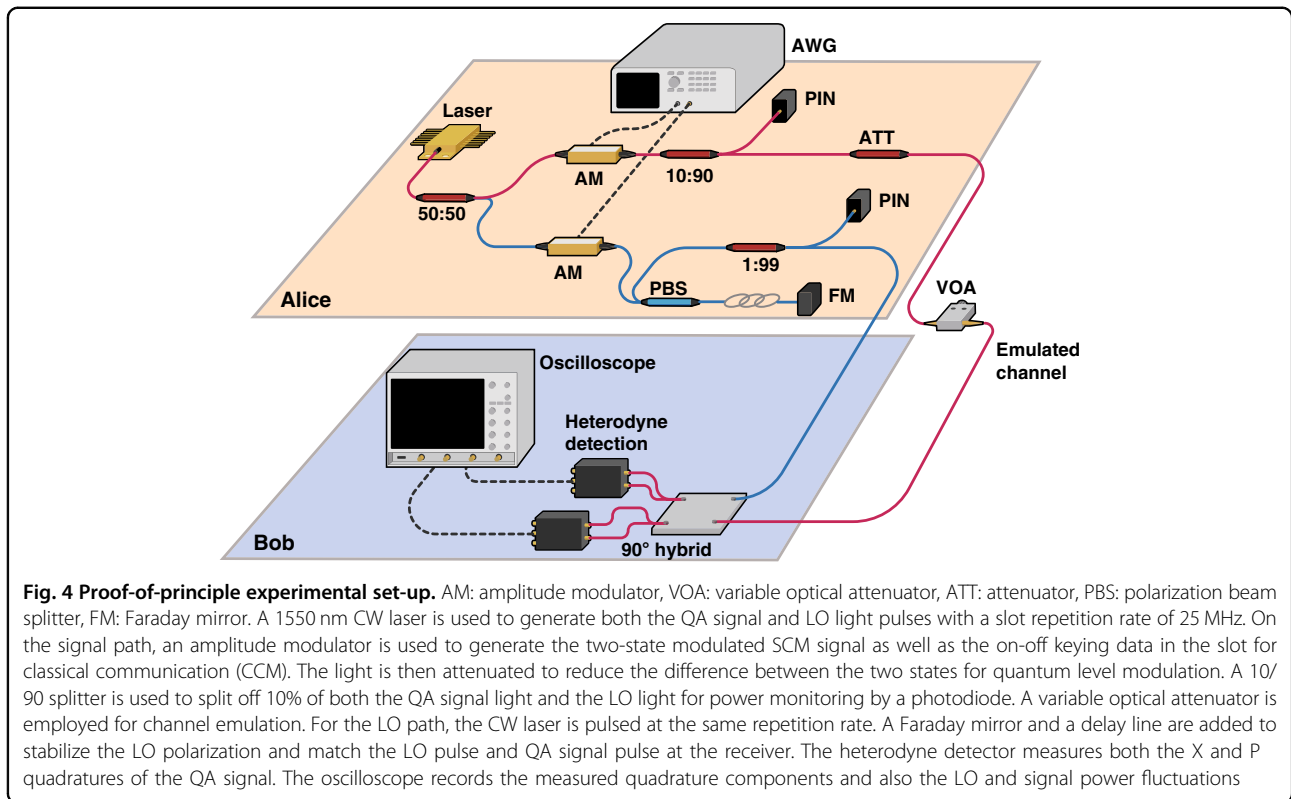 AWG
PIN
Laser
ATT
AM
10:90
50:50
PIN
AM
1:99
PBS
FM
VOA
Alice
Emulated
channel
Oscilloscope
Heterodyne
detection
Bob
90° hybrid
Fig. 4 Proof-of-principle experimental set-up. AM: amplitude modulator, VOA: variable optical attenuator, ATT: attenuator, PBS: polarization beam
splitter, FM: Faraday mirror. A 1550 nm CW laser is used to generate both the QA signal and LO light pulses with a slot repetition rate of 25 MHz. On
the signal path, an amplitude modulator is used to generate the two-state modulated SCM signal as well as the on-off keying data in the slot for
classical communication (CCM). The light is then attenuated to reduce the difference between the two states for quantum level modulation. A 10/
90 splitter is used to split off 10% of both the QA signal light and the LO light for power monitoring by a photodiode. A variable optical attenuator is
employed for channel emulation. For the LO path, the CW laser is pulsed at the same repetition rate. A Faraday mirror and a delay line are added to
stabilize the LO polarization and match the LO pulse and QA signal pulse at the receiver. The heterodyne detector measures both the X and P
quadratures of the QA signal. The oscilloscope records the measured quadrature components and also the LO and signal power fluctuations